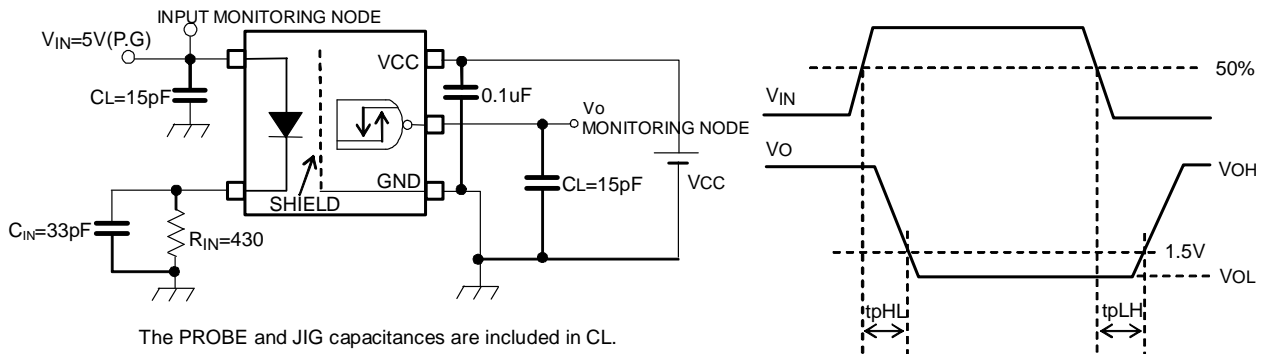 INPUT MONITORING NODE
VIN=5V(P.G)
CL=15pF
VCC
0.1uF
Vo
MONITORING NODE
GND
SHIELD
CL=15pF
VCC
CIN=33pF
RIN=430
The PROBE and JIG capacitances are included in CL.
50%
VIN
VO
VOH
1.5V
VOL
tpHL
tpLH